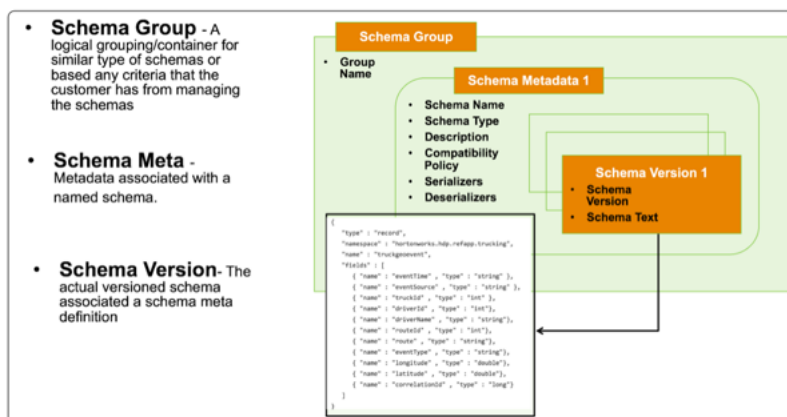 • Schema Group - A
logical grouping/container for
similar type of schemas or
based any criteria that the
customer has from managing
the schemas
• Schema Meta -
Metadata associated with a
named schema.
• Schema Version- The
actual versioned schema
associated a schema meta
definition
Schema Group
• Group
Name
Schema Metadata 1
• Schema Name
• Schema Type
• Description
• Compatibility
Policy
• Serializers
• Deserializers
Schema Version 1
• Schema
Version
• Schema Text
{
"type" : "record",
"namespace" : "hortonworks.hdp.refapp.trucking",
"name" : "truckgeoevent",
"fields" : [
{ "name" : "eventTime" , "type" : "string" },
{ "name" : "eventSource" , "type" : "string" },
{ "name" : "truckId" , "type" : "int" },
{ "name" : "driverId" , "type" : "int"},
{ "name" : "driverName" , "type" : "string"},
{ "name" : "routeId" , "type" : "int"},
{ "name" : "route" , "type" : "string"},
{ "name" : "eventType" , "type" : "string"},
{ "name" : "longitude" , "type" : "double"},
{ "name" : "latitude" , "type" : "double"},
{ "name" : "correlationId" , "type" : "long"}
]
}